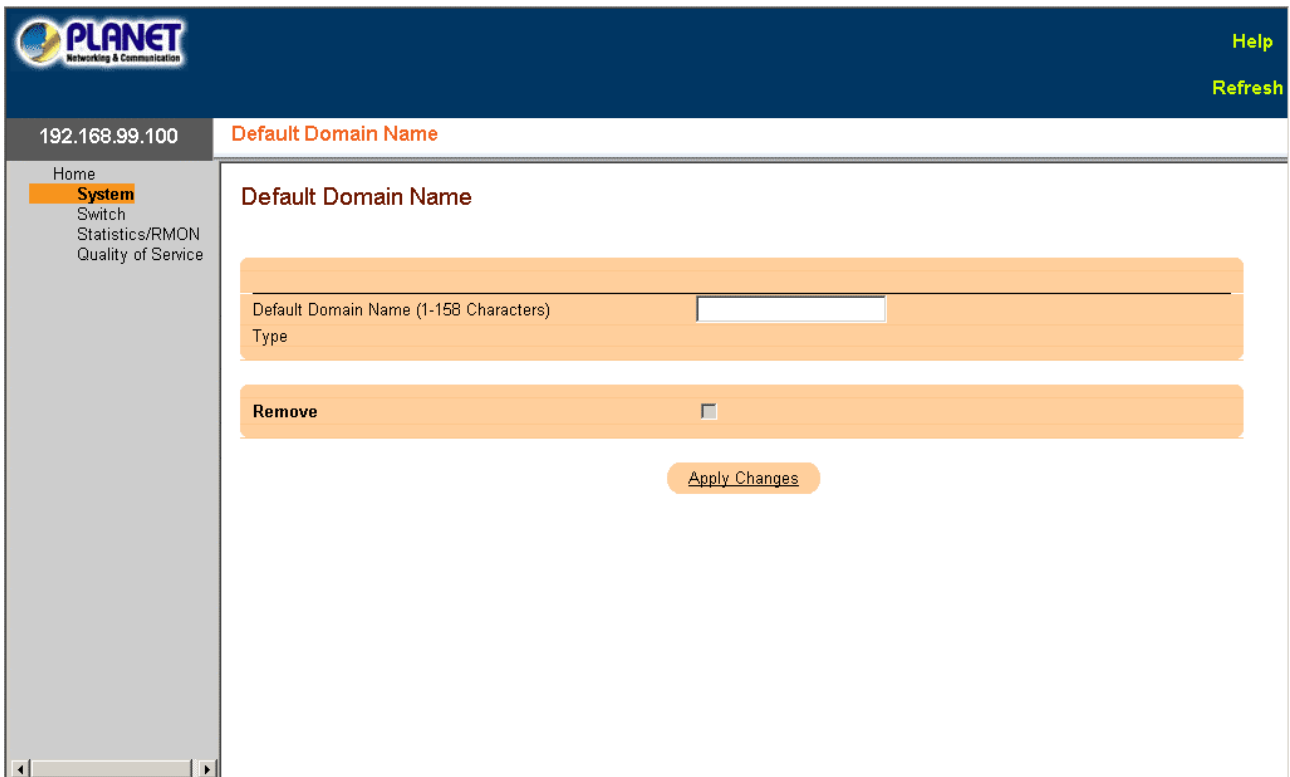 PLANET
Networking & Communication
Help
Refresh
192.168.99.100
Default Domain Name
Home
System
Switch
Statistics/RMON
Quality of Service
Default Domain Name
Default Domain Name (1-158 Characters)
Type
Remove
Apply Changes